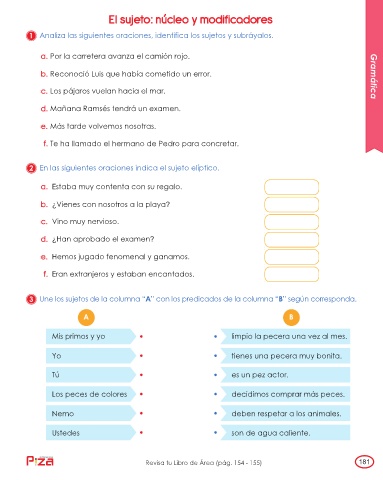 El sujeto: núcleo y modificadores
1 Analiza las siguientes oraciones, identifica los sujetos y subráyalos.
a. Por la carretera avanza el camión rojo.
b. Reconoció Luis que había cometido un error.
c. Los pájaros vuelan hacia el mar.
d. Mañana Ramsés tendrá un examen.
e. Más tarde volvemos nosotras.
f. Te ha llamado el hermano de Pedro para concretar.
Gramática
2 En las siguientes oraciones indica el sujeto elíptico.
a. Estaba muy contenta con su regalo.
b. ¿Vienes con nosotros a la playa?
c. Vino muy nervioso.
d. ¿Han aprobado el examen?
e. Hemos jugado fenomenal y ganamos.
f. Eran extranjeros y estaban encantados.
3 Une los sujetos de la columna “A” con los predicados de la columna “B” según corresponda.
A B
Mis primos y yo • • limpio la pecera una vez al mes.
Yo • • tienes una pecera muy bonita.
Tú • • es un pez actor.
Los peces de colores • • decidimos comprar más peces.
Nemo • • deben respetar a los animales.
Ustedes • • son de agua caliente.
Piza
Revisa tu Libro de Área (pág. 154 - 155)
181